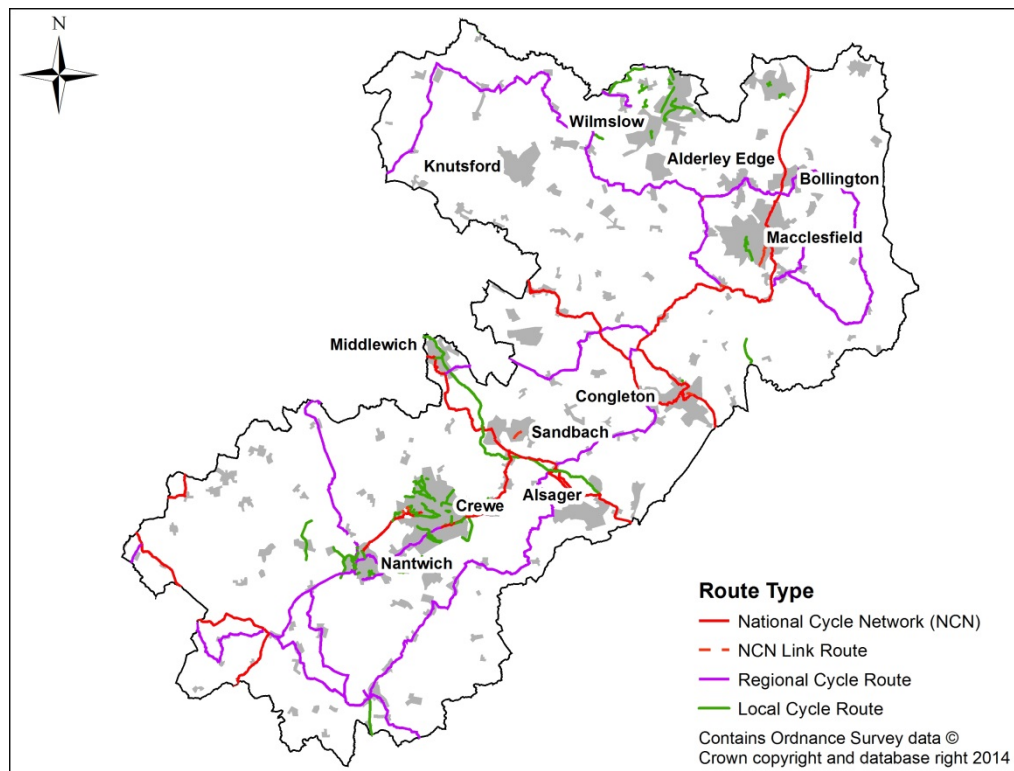 N
Wilmslow
Knutsford
Alderley Edge
Bollington
Macclesfield
Middlewich
Congleton
Sandbach
Crewe
Alsager
Nantwich
Route Type
National Cycle Network (NCN)
NCN Link Route
Regional Cycle Route
Local Cycle Route
Contains Ordnance Survey data ©
Crown copyright and database right 2014